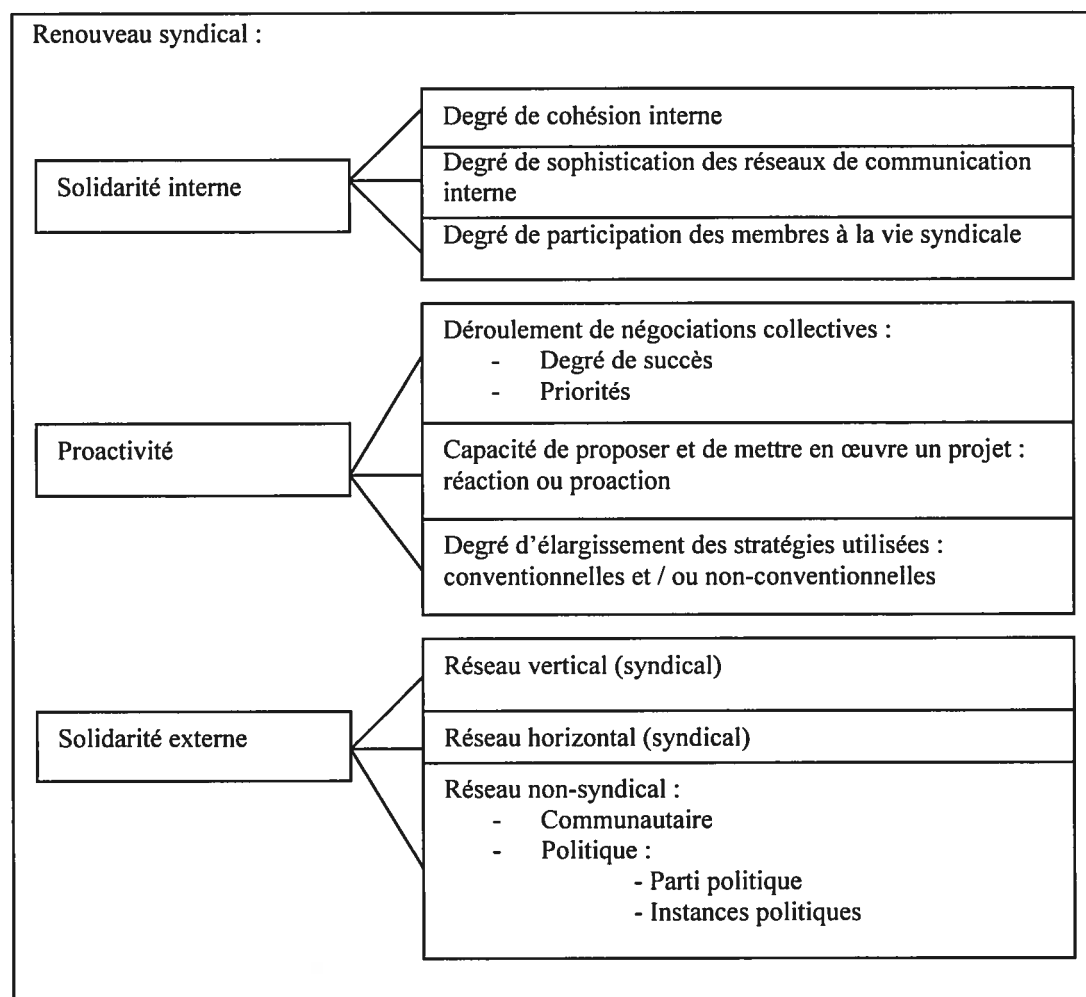 Renouveau syndical :
Solidarité interne
Degré de cohésion interne
Degré de sophistication des réseaux de communication
interne
Degré de participation des membres à la vie syndicale
Proactivité
Déroulement de négociations collectives :
- Degré de succès
- Priorités
Capacité de proposer et de mettre en œuvre un projet :
réaction ou proaction
Degré d'élargissement des stratégies utilisées :
conventionnelles et / ou non-conventionnelles
Solidarité externe
Réseau vertical (syndical)
Réseau horizontal (syndical)
Réseau non-syndical :
- Communautaire
- Politique :
- Parti politique
- Instances politiques